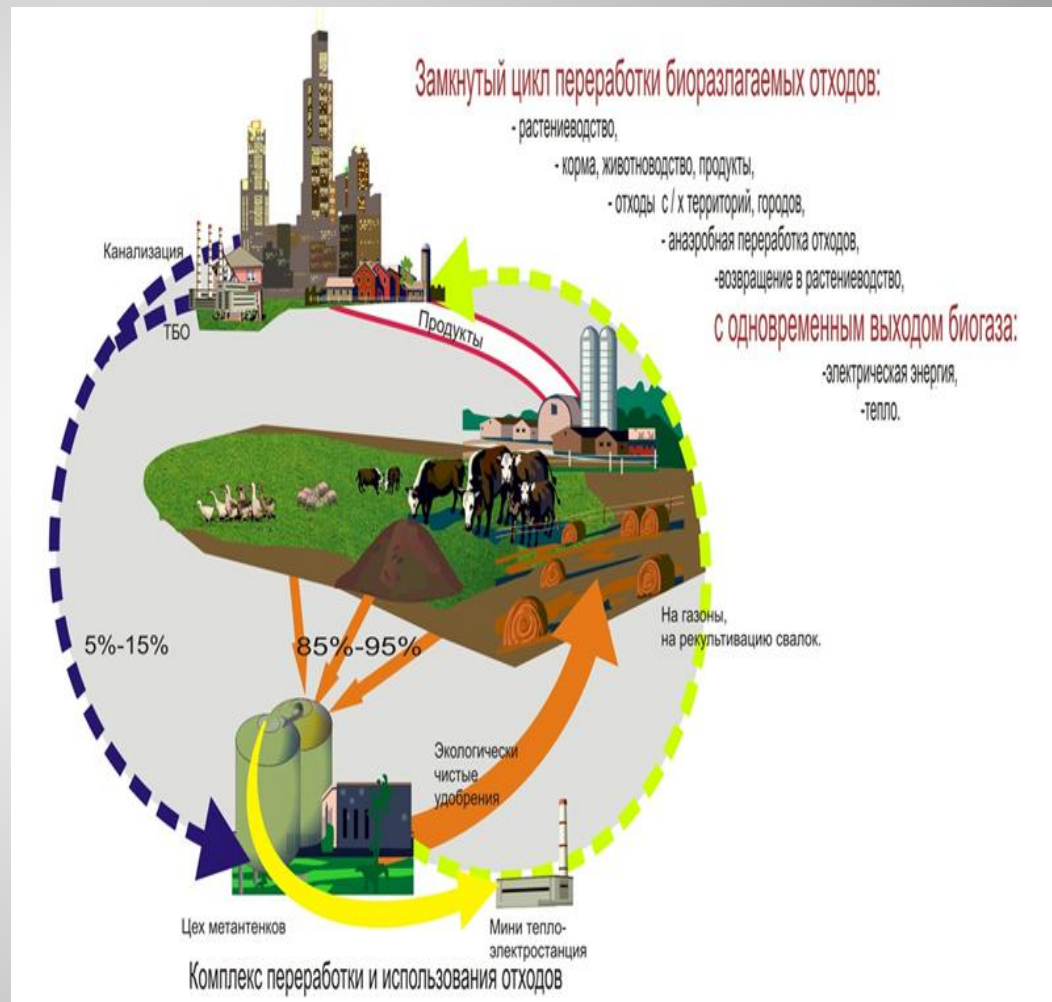 Замкнутый цикл переработки биоразлагаемых отходов:
- растениеводство,
- корма, животноводство, продукты,
- отходы с / х территорий, городов,
- анаэробная переработка отходов,
-возвращение в растениеводство,
с одновременным выходом биогаза:
-электрическая энергия,
-тепло.
Канализация
ТБО
Продукты
На газоны,
на рекультивацию свалок.
5%-15%
85%-95%
Экологически
чистые
удобрения
Цех метантенков
Мини тепло-
электростанция
Комплекс переработки и использования отходов